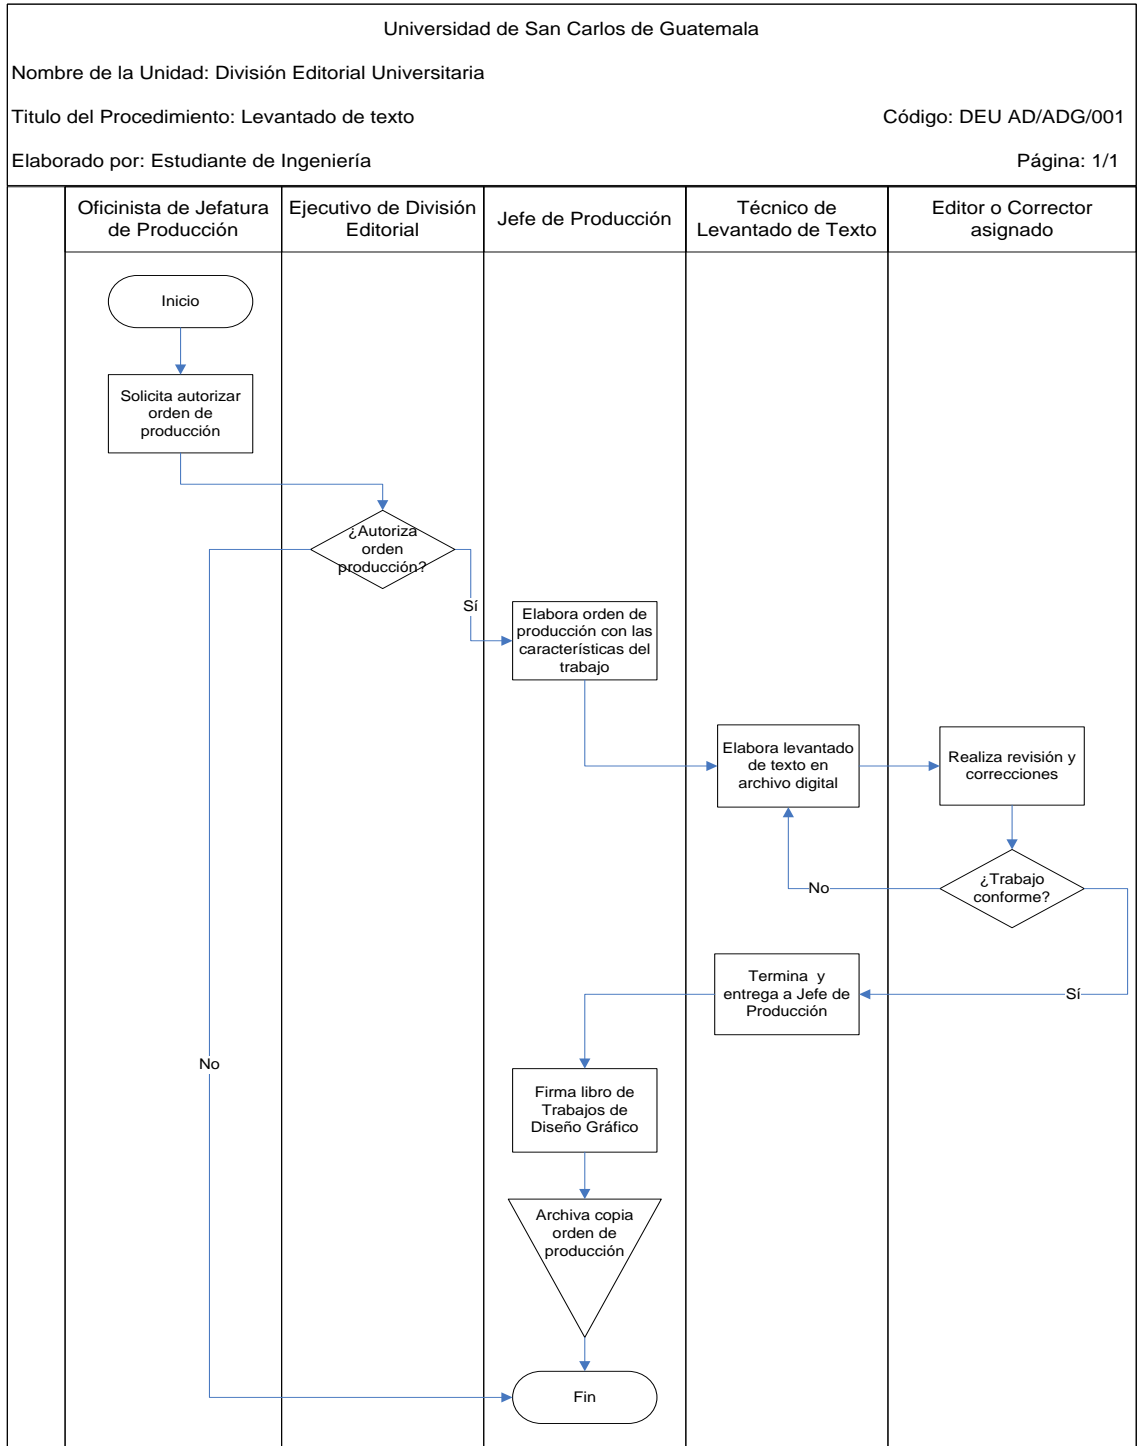 Universidad de San Carlos de Guatemala
Nombre de la Unidad: División Editorial Universitaria
Titulo del Procedimiento: Levantado de texto
Código: DEU AD/ADG/001
Elaborado por: Estudiante de Ingeniería
Página: 1/1
Oficinista de Jefatura
de Producción
Ejecutivo de División
Editorial
Jefe de Producción
Técnico de
Levantado de Texto
Editor o Corrector
asignado
Inicio
Solicita autorizar
orden de
producción
¿Autoriza
orden
producción?
Sí
Elabora orden de
producción con las
características del
trabajo
Elabora levantado
de texto en
archivo digital
Realiza revisión y
correcciones
¿Trabajo
conforme?
No
Termina y
entrega a Jefe de
Producción
Sí
No
Firma libro de
Trabajos de
Diseño Gráfico
Archiva copia
orden de
producción
Fin